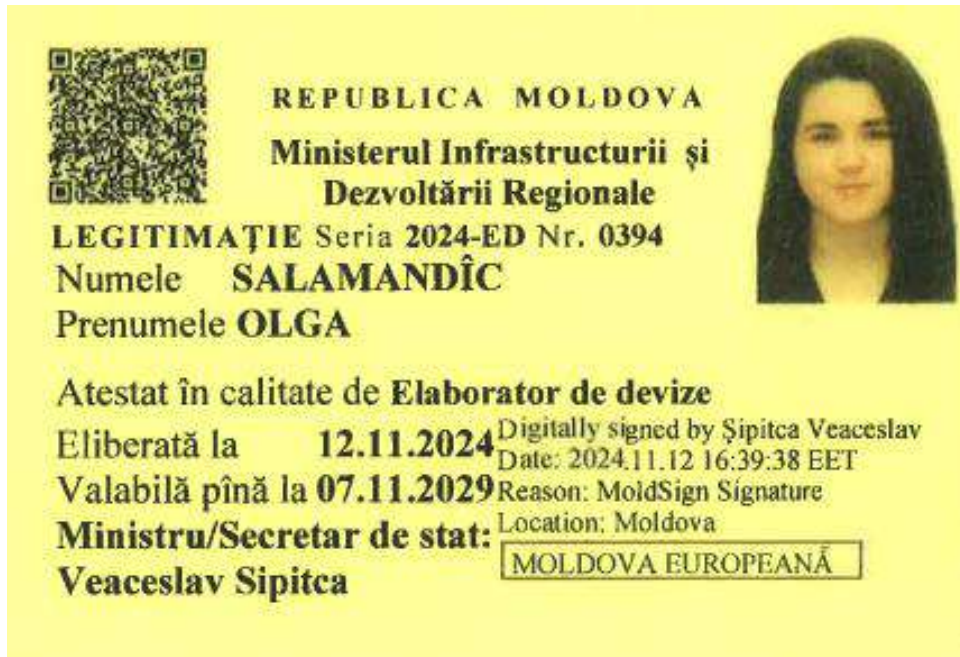 REPUBLICA MOLDOVA
Ministerul Infrastructurii și
Dezvoltării Regionale
LEGITIMAȚIE Seria 2024-ED Nr. 0394
Numele SALAMANDÎC
Prenumele OLGA
Atestat în calitate de Elaborator de devize
Eliberată la 12.11.2024
Valabilă pînă la 07.11.2029
Ministru/Secretar de stat:
Veaceslav Sipitca
Digitally signed by Șipitca Veaceslav
Date: 2024.11.12 16:39:38 EET
Reason: MoldSign Signature
Location: Moldova
MOLDOVA EUROPEANĂ